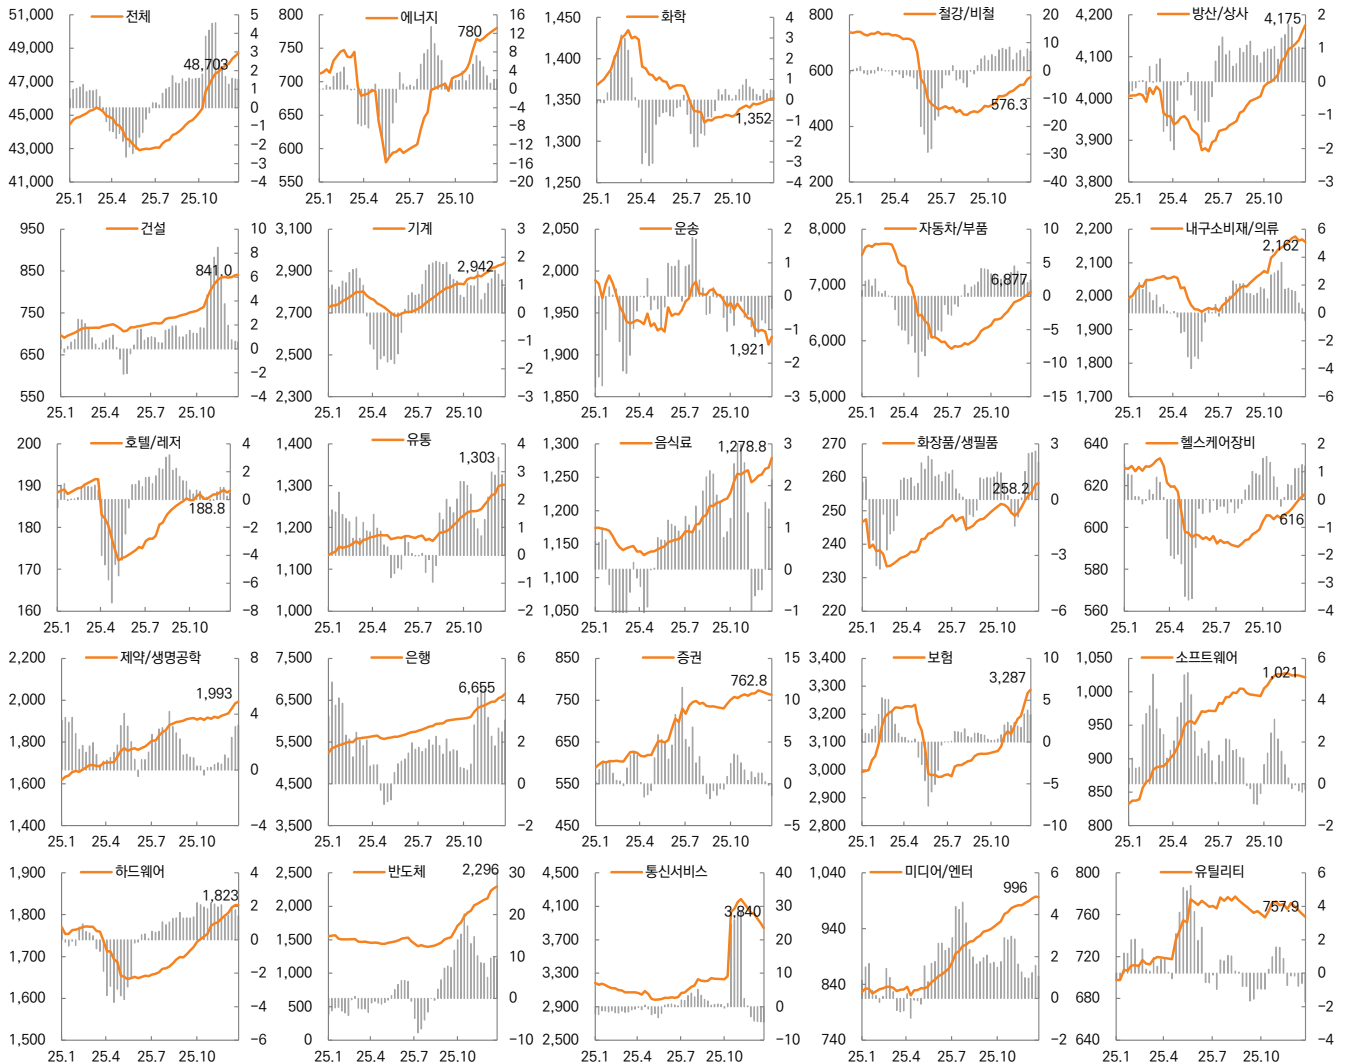 전체
51,000 49,000 47,000 45,000 43,000 41,000
5 4 3 2 1 0 −1 −2 −3 −4
48,703
25.1 25.4 25.7 25.10
에너지
800 750 700 650 600 550
16 12 8 4 0 −4 −8 −12 −16 −20
780
25.1 25.4 25.7 25.10
화학
1,450 1,400 1,350 1,300 1,250
4 3 2 1 0 −1 −2 −3 −4
1,352
25.1 25.4 25.7 25.10
철강/비철
800 600 400 200
20 10 0 −10 −20 −30 −40
576.3
25.1 25.4 25.7 25.10
방산/상사
4,200 4,100 4,000 3,900 3,800
2 1 0 −1 −2 −3
4,175
25.1 25.4 25.7 25.10
건설
950 850 750 650 550
10 8 6 4 2 0 −2 −4
841.0
25.1 25.4 25.7 25.10
기계
3,100 2,900 2,700 2,500 2,300
3 2 1 0 −1 −2 −3
2,942
25.1 25.4 25.7 25.10
운송
2,050 2,000 1,950 1,900 1,850
2 1 0 −1 −2 −3
1,921
25.1 25.4 25.7 25.10
자동차/부품
8,000 7,000 6,000 5,000
10 5 0 −5 −10 −15
6,877
25.1 25.4 25.7 25.10
내구소비재/의류
2,200 2,100 2,000 1,900 1,800 1,700
6 4 2 0 −2 −4 −6
2,162
25.1 25.4 25.7 25.10
호텔/레저
200 190 180 170 160
4 2 0 −2 −4 −6 −8
188.8
25.1 25.4 25.7 25.10
유통
1,400 1,300 1,200 1,100 1,000
4 3 2 1 0 −1 −2
1,303
25.1 25.4 25.7 25.10
음식료
1,300 1,250 1,200 1,150 1,100 1,050
3 2 1 0 −1
1,278.8
25.1 25.4 25.7 25.10
화장품/생필품
270 260 250 240 230 220
3 0 −3 −6
258.2
25.1 25.4 25.7 25.10
헬스케어장비
640 620 600 580 560
2 1 0 −1 −2 −3 −4
616
25.1 25.4 25.7 25.10
제약/생명공학
2,200 2,000 1,800 1,600 1,400
8 4 0 −4
1,993
25.1 25.4 25.7 25.10
은행
7,500 6,500 5,500 4,500 3,500
6 4 2 0 −2
6,655
25.1 25.4 25.7 25.10
증권
850 750 650 550 450
15 10 5 0 −5
762.8
25.1 25.4 25.7 25.10
보험
3,400 3,300 3,200 3,100 3,000 2,900 2,800
10 5 0 −5 −10
3,287
25.1 25.4 25.7 25.10
소프트웨어
1,050 1,000 950 900 850 800
6 4 2 0 −2
1,021
25.1 25.4 25.7 25.10
하드웨어
1,900 1,800 1,700 1,600 1,500
4 2 0 −2 −4 −6
1,823
25.1 25.4 25.7 25.10
반도체
2,500 2,000 1,500 1,000 500 0
30 20 10 0 −10
2,296
25.1 25.4 25.7 25.10
통신서비스
4,500 4,100 3,700 3,300 2,900 2,500
40 30 20 10 0 −10
3,840
25.1 25.4 25.7 25.10
미디어/엔터
1,040 940 840 740
6 4 2 0 −2
996
25.1 25.4 25.7 25.10
유틸리티
800 760 720 680 640
6 4 2 0 −2 −4
757.9
25.1 25.4 25.7 25.10